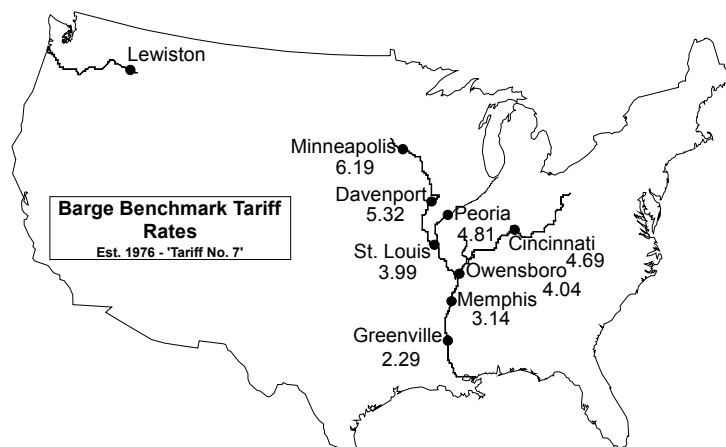 Lewiston
Minneapolis
6.19
Davenport
5.32
Barge Benchmark Tariff
Rates
Est. 1976 - 'Tariff No. 7'
Peoria
4.81
Cincinnati
4.69
St. Louis
3.99
Owensboro
4.04
Memphis
3.14
Greenville
2.29